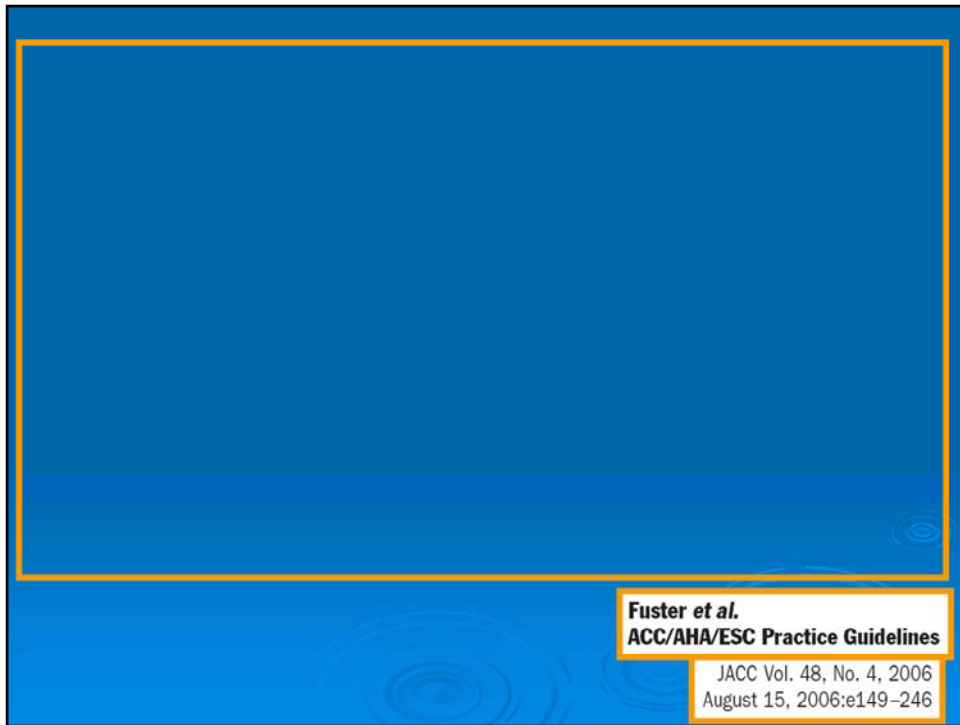 Fuster et al.
ACC/AHA/ESC Practice Guidelines
JACC Vol. 48, No. 4, 2006
August 15, 2006:e149–246